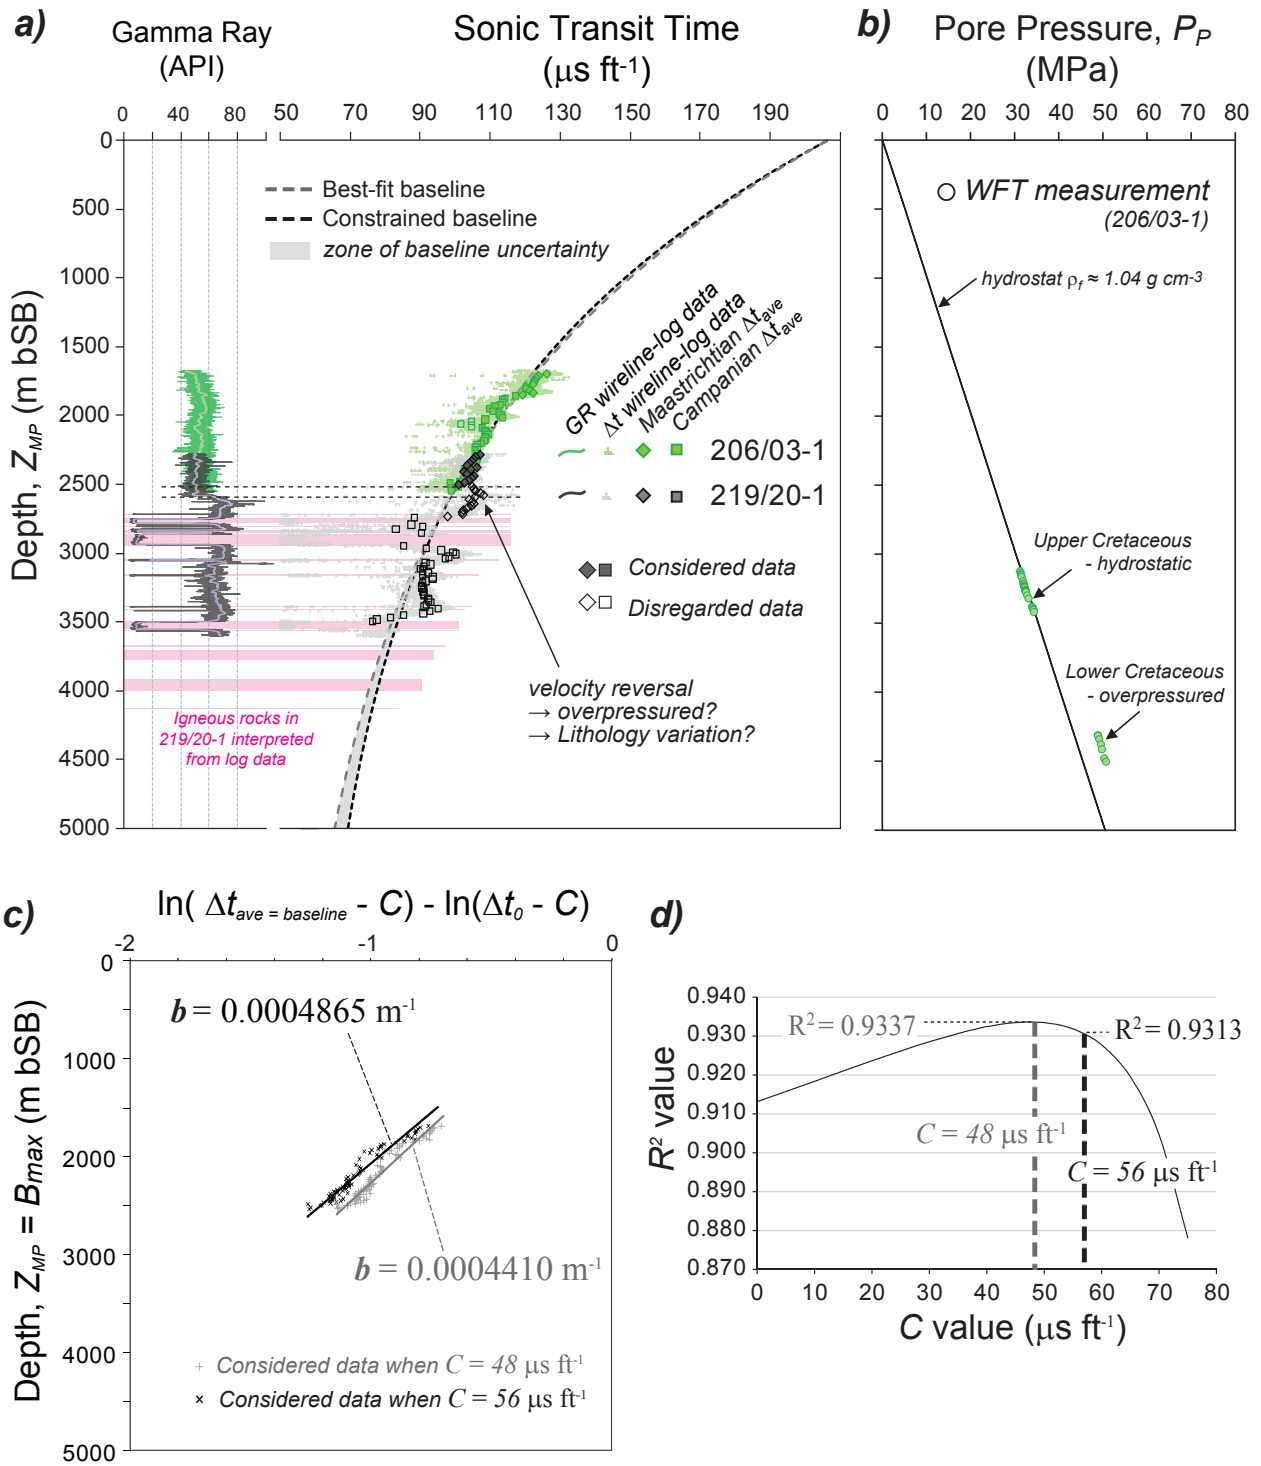 a)
Gamma Ray
(API)
Sonic Transit Time
(μs ft⁻¹)
0 40 80 50 70 90 110 130 150 170 190
Depth, Z_MP (m bSB)
0
500
1000
1500
2000
2500
3000
3500
4000
4500
5000
Best-fit baseline
Constrained baseline
zone of baseline uncertainty
GR wireline-log data
Δt wireline-log data
Maastrichtian Δt_ave
Campanian Δt_ave
206/03-1
219/20-1
Considered data
Disregarded data
velocity reversal
→ overpressured?
→ Lithology variation?
Igneous rocks in
219/20-1 interpreted
from log data
b)
Pore Pressure, P_P
(MPa)
0 10 20 30 40 50 60 70 80
WFT measurement
(206/03-1)
hydrostat ρ_f ≈ 1.04 g cm⁻³
Upper Cretaceous
- hydrostatic
Lower Cretaceous
- overpressured
c)
ln( Δt_ave = baseline - C) - ln(Δt_0 - C)
-2 -1 0
Depth, Z_MP = B_max (m bSB)
0
1000
2000
3000
4000
5000
b = 0.0004865 m⁻¹
b = 0.0004410 m⁻¹
Considered data when C = 48 μs ft⁻¹
Considered data when C = 56 μs ft⁻¹
d)
R² value
0.940
0.930
0.920
0.910
0.900
0.890
0.880
0.870
R² = 0.9337
R² = 0.9313
C = 48 μs ft⁻¹
C = 56 μs ft⁻¹
0 10 20 30 40 50 60 70 80
C value (μs ft⁻¹)